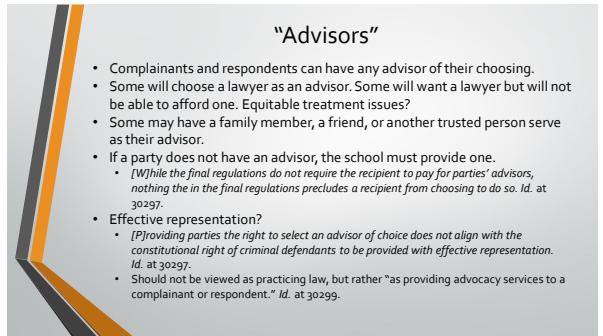 “Advisors”
• Complainants and respondents can have any advisor of their choosing.
• Some will choose a lawyer as an advisor. Some will want a lawyer but will not
be able to afford one. Equitable treatment issues?
• Some may have a family member, a friend, or another trusted person serve
as their advisor.
• If a party does not have an advisor, the school must provide one.
• [W]hile the final regulations do not require the recipient to pay for parties’ advisors,
nothing the in the final regulations precludes a recipient from choosing to do so. Id. at
30297.
• Effective representation?
• [P]roviding parties the right to select an advisor of choice does not align with the
constitutional right of criminal defendants to be provided with effective representation.
Id. at 30297.
• Should not be viewed as practicing law, but rather “as providing advocacy services to a
complainant or respondent.” Id. at 30299.